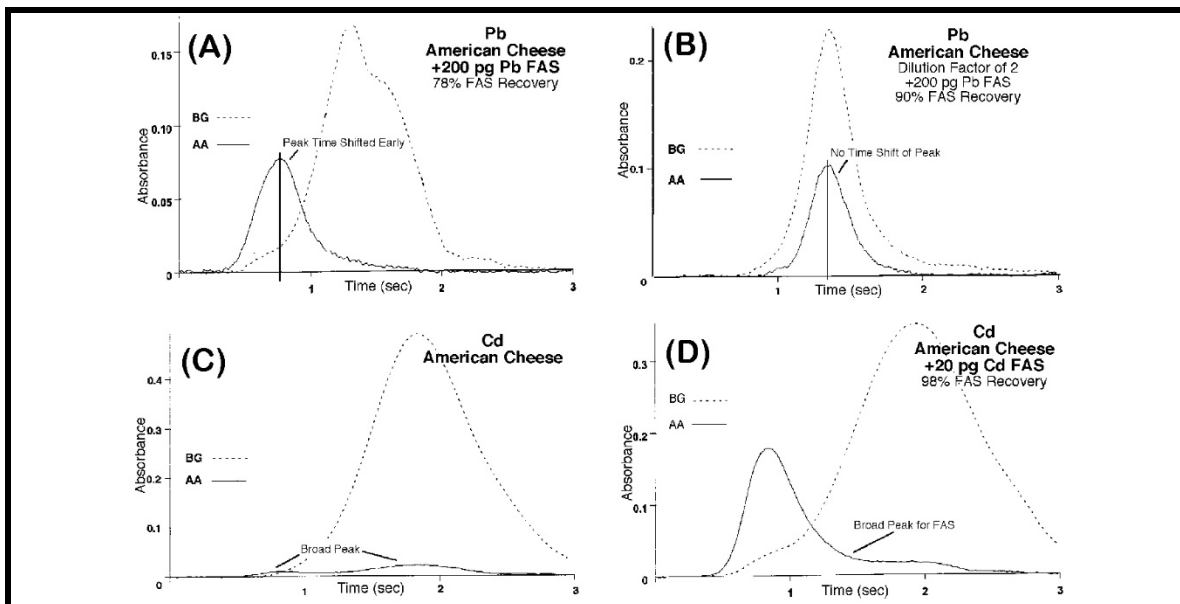 (A)
Pb
American Cheese
+200 pg Pb FAS
78% FAS Recovery
0.15
0.10
0.05
0
Absorbance
BG
AA
Peak Time Shifted Early
1
2
3
Time (sec)
(B)
Pb
American Cheese
Dilution Factor of 2
+200 pg Pb FAS
90% FAS Recovery
0.2
0.1
0
Absorbance
BG
AA
No Time Shift of Peak
1
2
3
Time (sec)
(C)
Cd
American Cheese
0.4
0.3
0.2
0.1
0
Absorbance
BG
AA
Broad Peak
1
2
3
Time (sec)
(D)
Cd
American Cheese
+20 pg Cd FAS
98% FAS Recovery
0.3
0.2
0.1
0
Absorbance
BG
AA
Broad Peak for FAS
1
2
3
Time (sec)